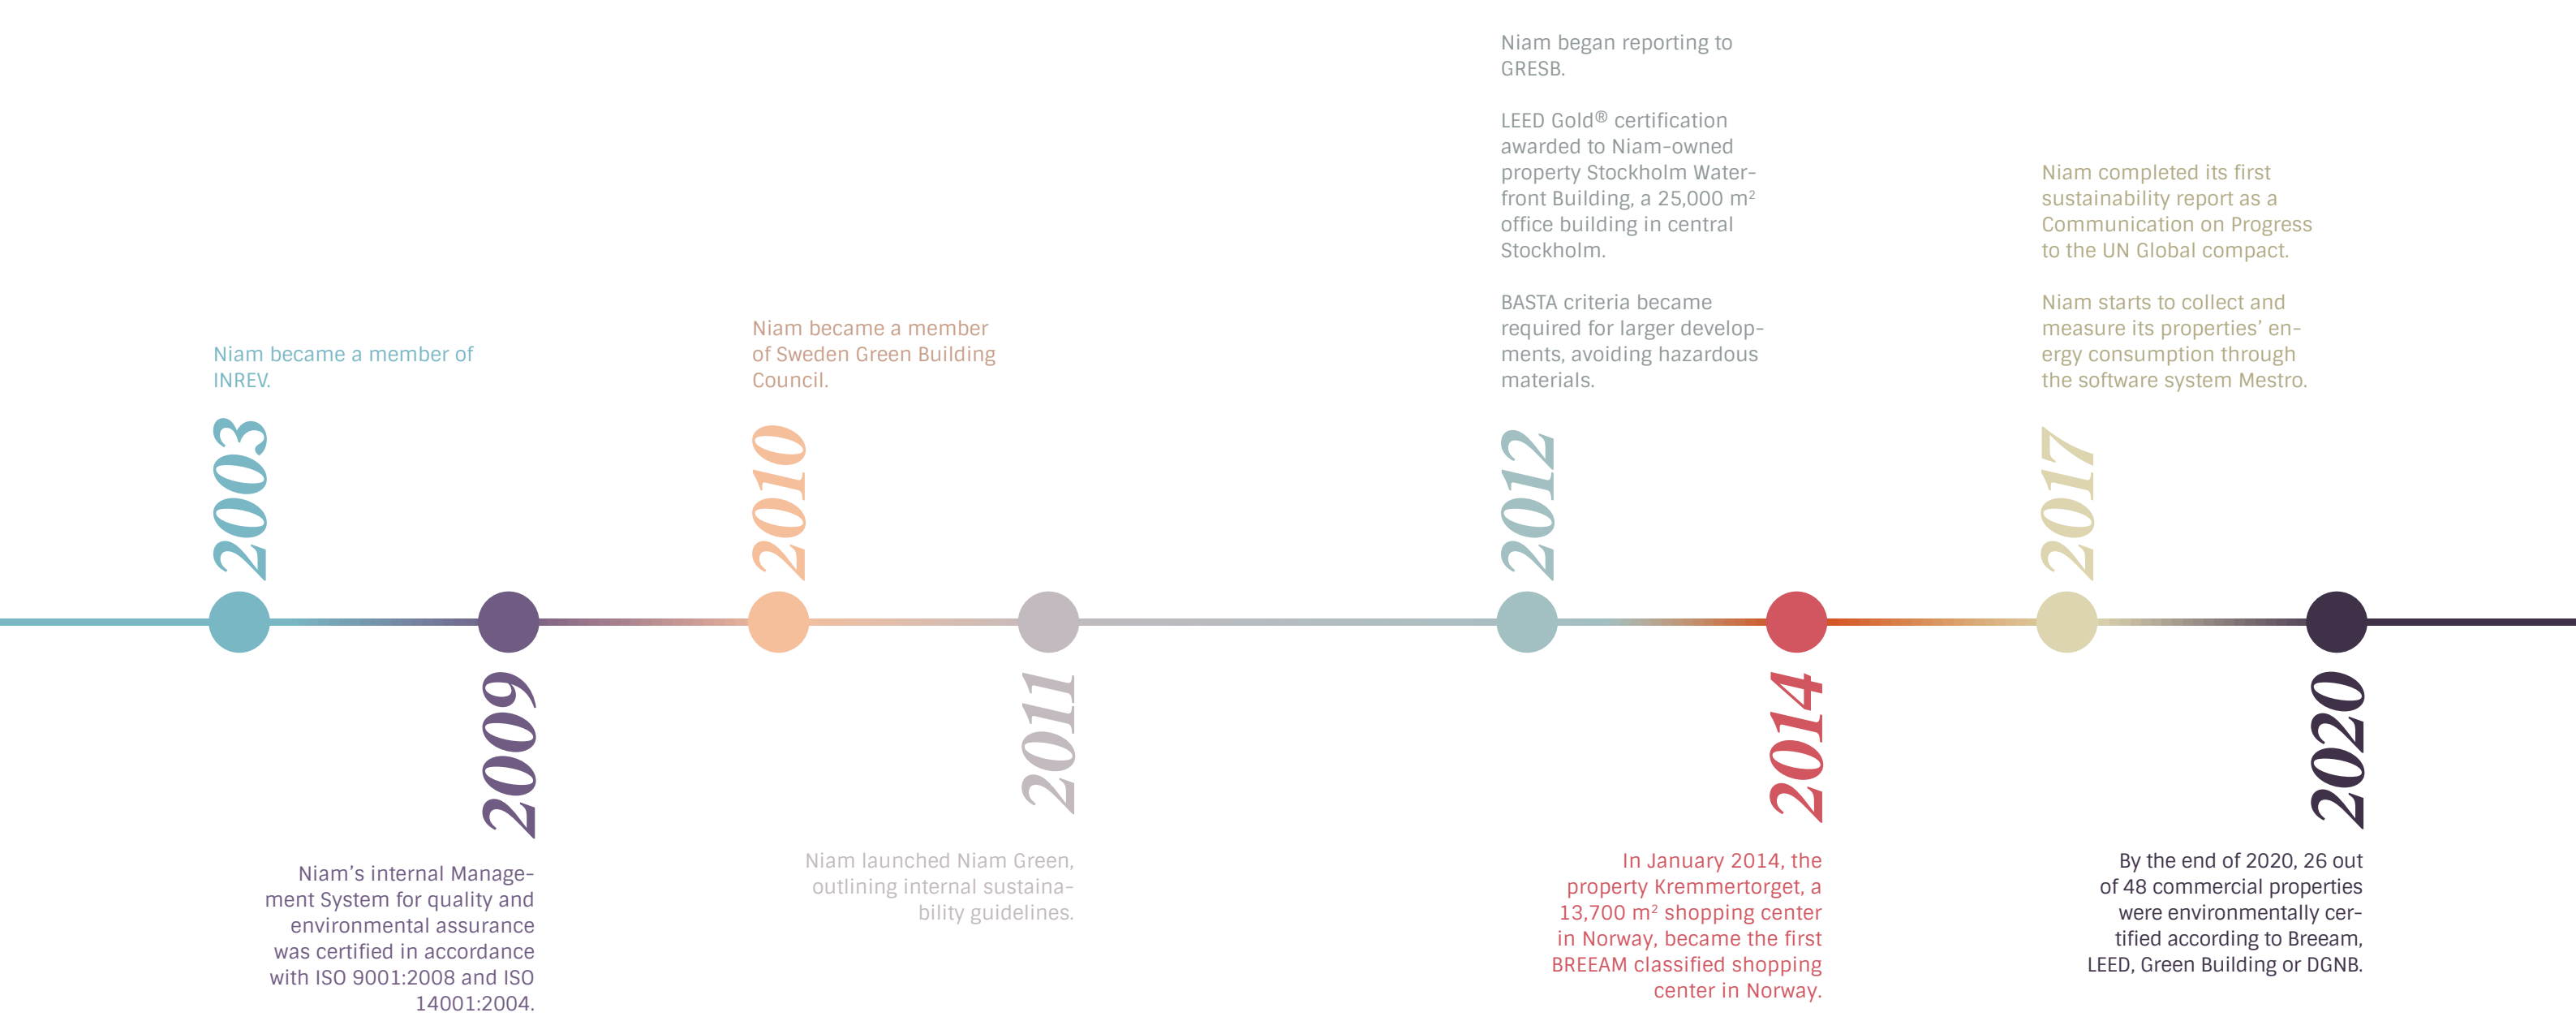 Niam became a member of
INREV.
2003
2009
Niam’s internal Manage-
ment System for quality and
environmental assurance
was certified in accordance
with ISO 9001:2008 and ISO
14001:2004.
Niam became a member
of Sweden Green Building
Council.
2010
2011
Niam launched Niam Green,
outlining internal sustaina-
bility guidelines.
Niam began reporting to
GRESB.
LEED Gold® certification
awarded to Niam-owned
property Stockholm Water-
front Building, a 25,000 m²
office building in central
Stockholm.
BASTA criteria became
required for larger develop-
ments, avoiding hazardous
materials.
2012
2014
In January 2014, the
property Kremmertorget, a
13,700 m² shopping center
in Norway, became the first
BREEAM classified shopping
center in Norway.
Niam completed its first
sustainability report as a
Communication on Progress
to the UN Global compact.
Niam starts to collect and
measure its properties’ en-
ergy consumption through
the software system Mestro.
2017
2020
By the end of 2020, 26 out
of 48 commercial properties
were environmentally cer-
tified according to Breeam,
LEED, Green Building or DGNB.